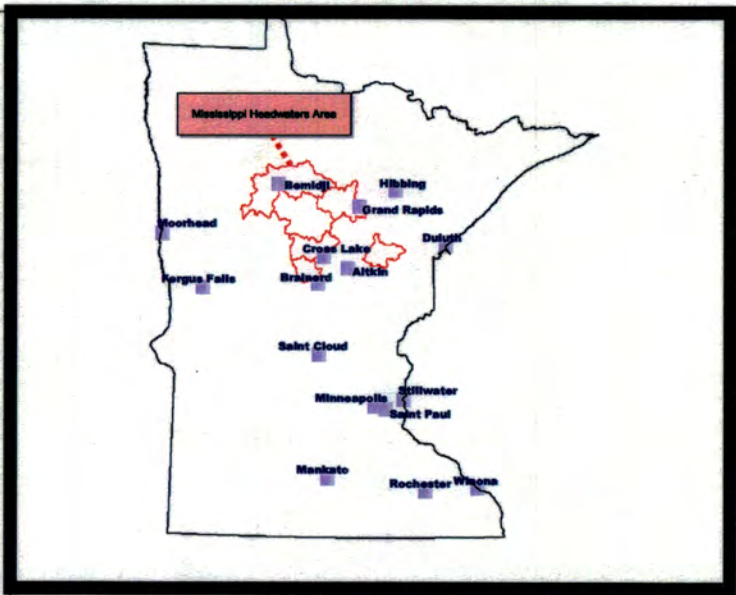 Mississippi Headwaters Area
Bemidji
Hibbing
Grand Rapids
Moorhead
Duluth
Cross Lake
Aitkin
Fergus Falls
Brainerd
Saint Cloud
Stillwater
Minneapolis
Saint Paul
Mankato
Rochester
Winona